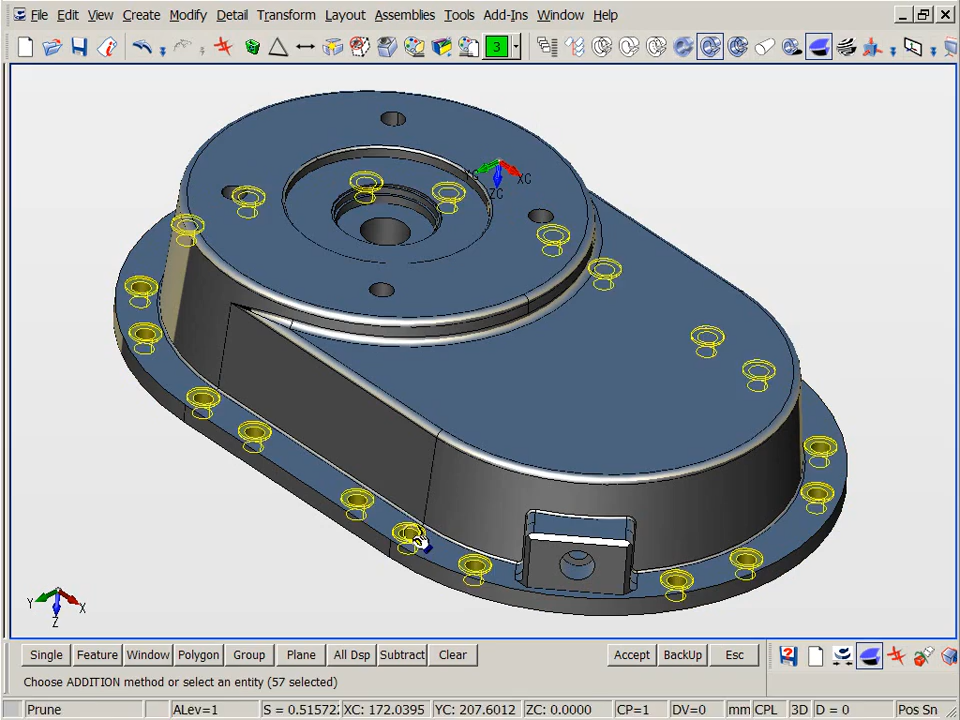 File Edit View Create Modify Detail Transform Layout Assemblies Tools Add-Ins Window Help
3
YC XC
ZC
Y X
Z
Single Feature Window Polygon Group Plane All Dsp Subtract Clear Accept BackUp Esc
Choose ADDITION method or select an entity (57 selected)
Prune ALev=1 S = 0.51572 XC: 172.0395 YC: 207.6012 ZC: 0.0000 CP=1 DV=0 mm CPL 3D D = 0 Pos Sn